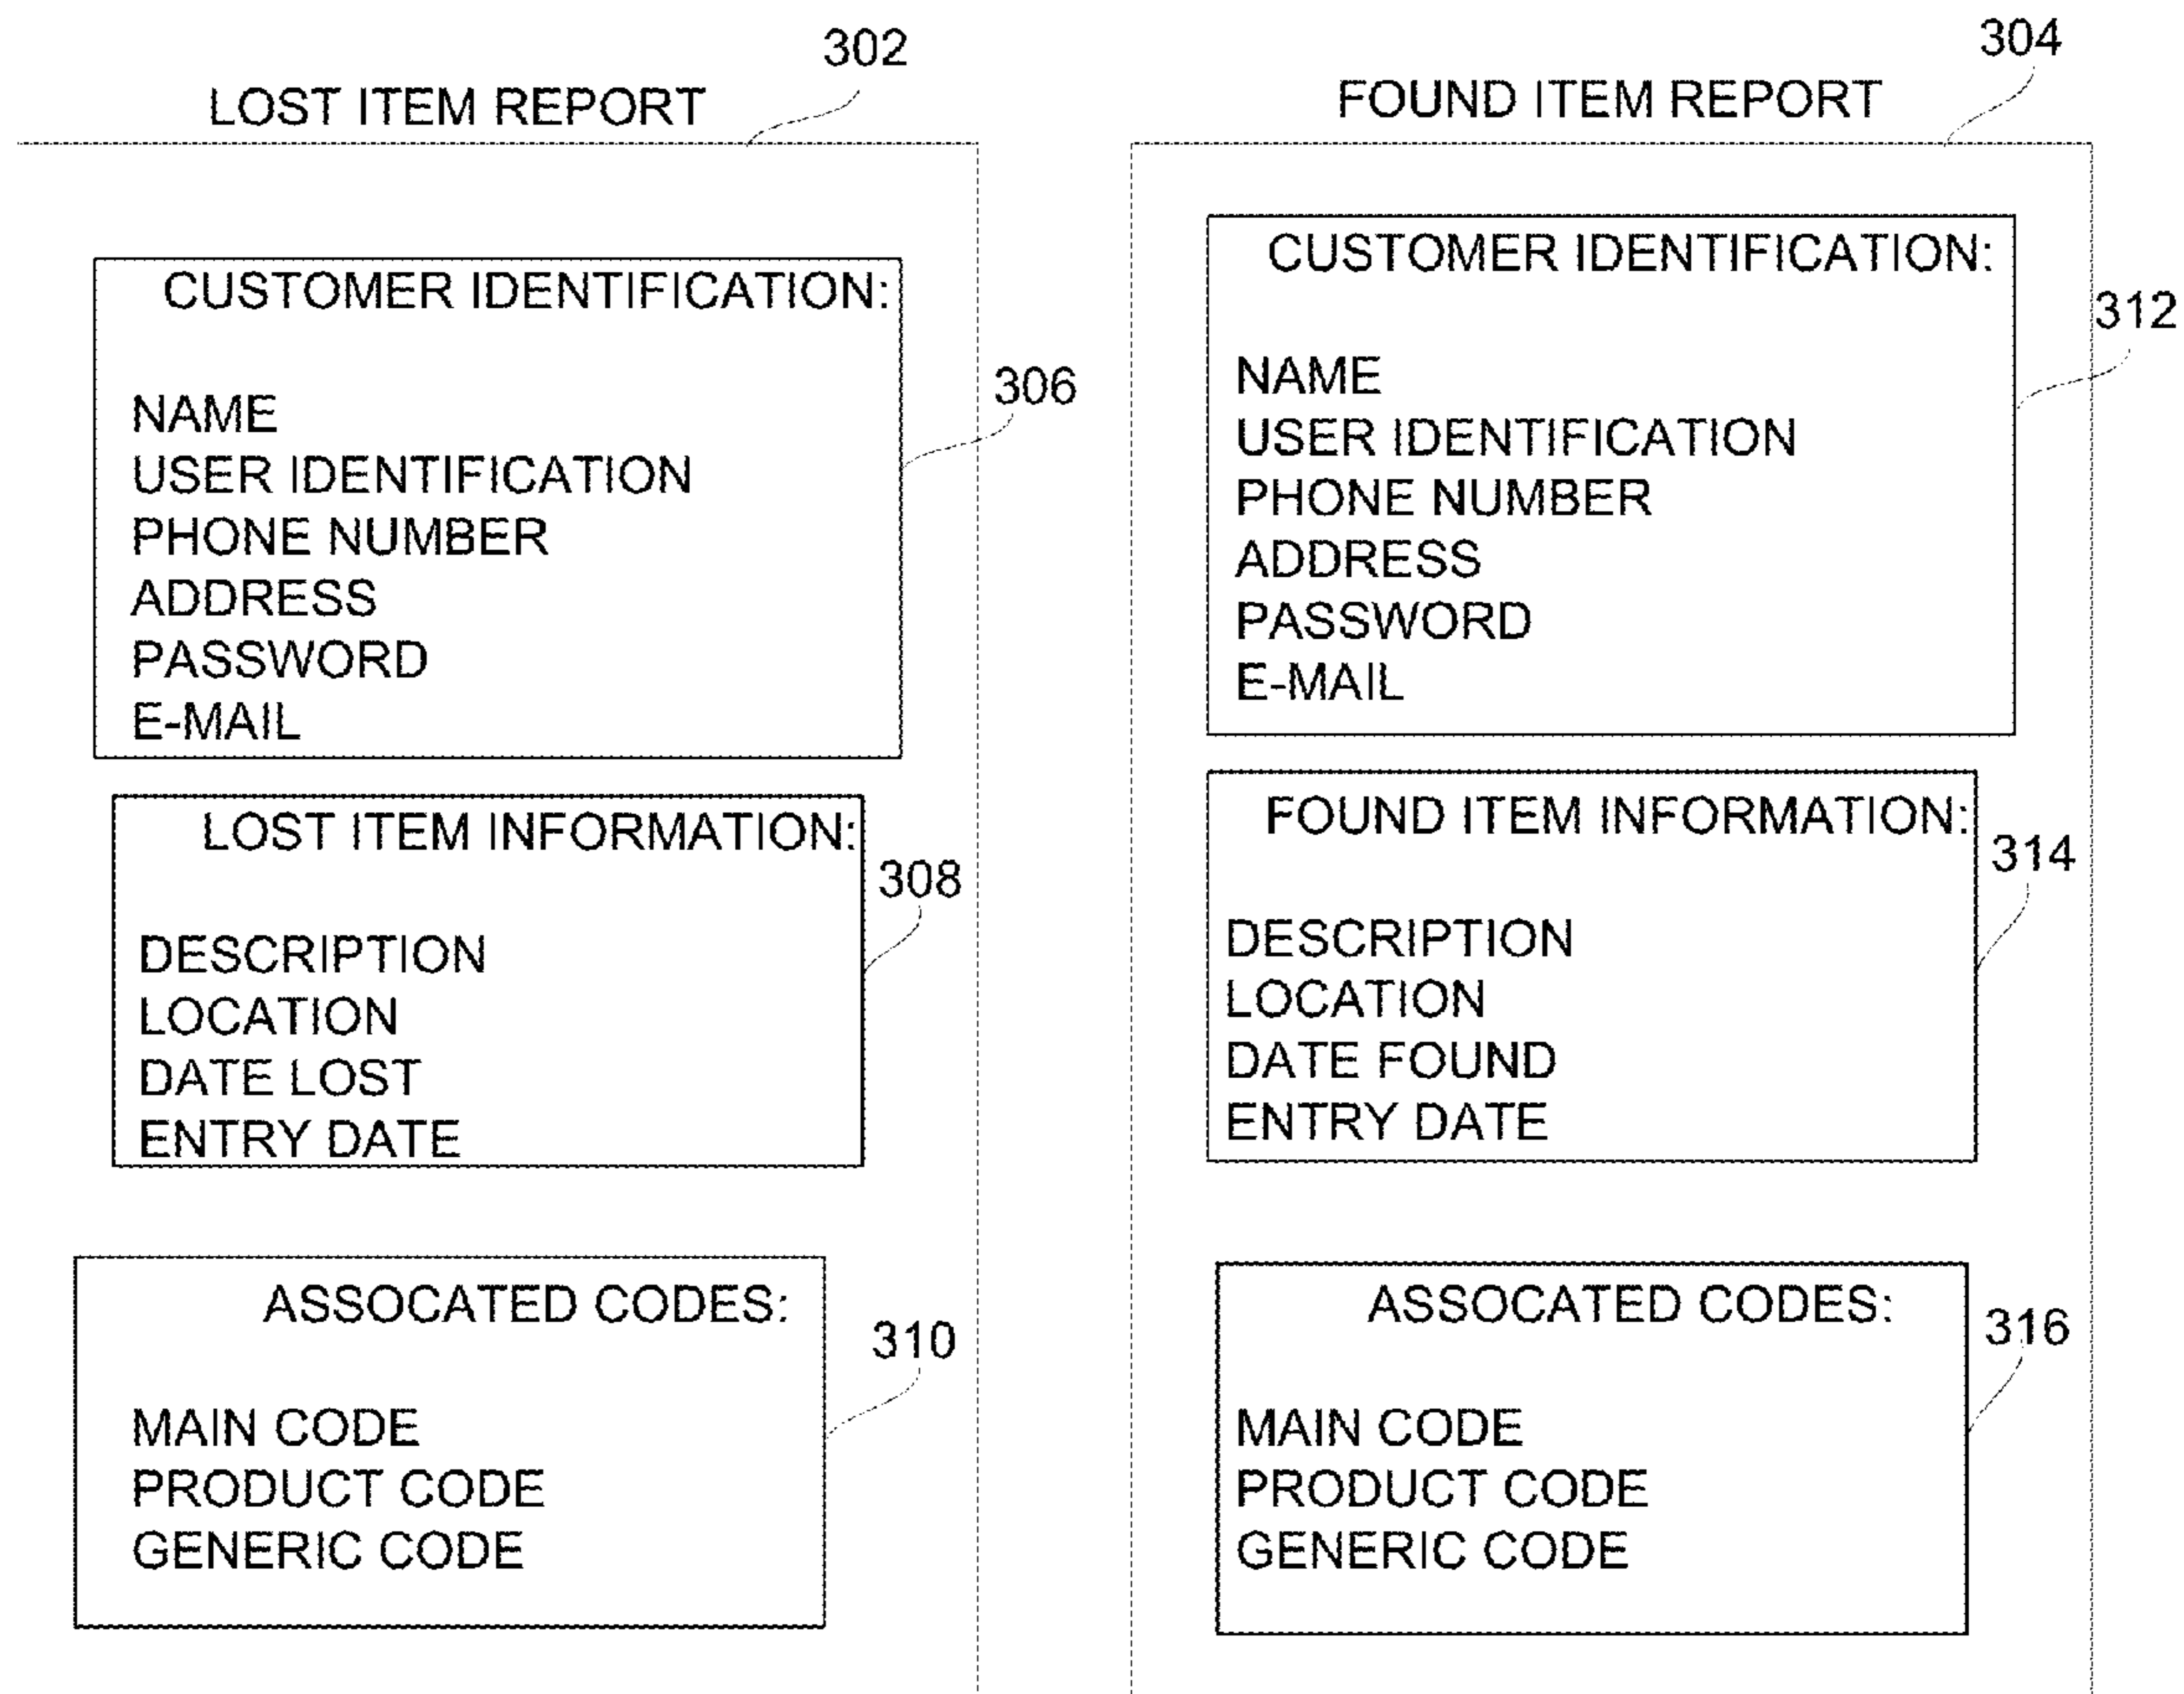 302
LOST ITEM REPORT
CUSTOMER IDENTIFICATION:
306
NAME
USER IDENTIFICATION
PHONE NUMBER
ADDRESS
PASSWORD
E-MAIL
LOST ITEM INFORMATION:
308
DESCRIPTION
LOCATION
DATE LOST
ENTRY DATE
ASSOCATED CODES:
310
MAIN CODE
PRODUCT CODE
GENERIC CODE
304
FOUND ITEM REPORT
CUSTOMER IDENTIFICATION:
312
NAME
USER IDENTIFICATION
PHONE NUMBER
ADDRESS
PASSWORD
E-MAIL
FOUND ITEM INFORMATION:
314
DESCRIPTION
LOCATION
DATE FOUND
ENTRY DATE
ASSOCATED CODES:
316
MAIN CODE
PRODUCT CODE
GENERIC CODE